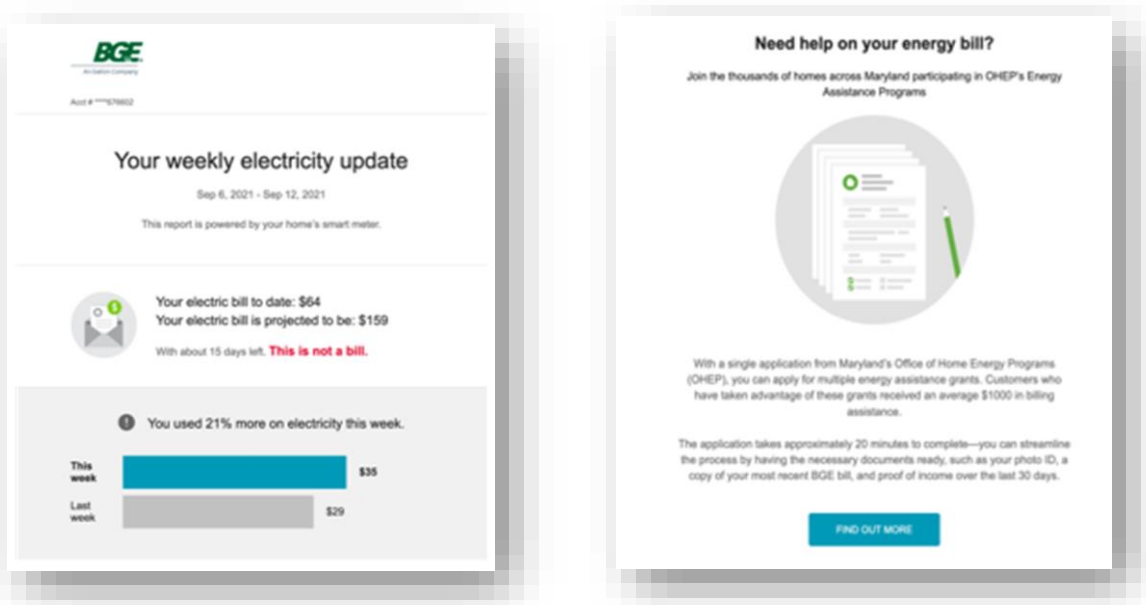 BGE
An Exelon Company
Acct # ****576602
Your weekly electricity update
Sep 6, 2021 - Sep 12, 2021
This report is powered by your home's smart meter.
Your electric bill to date: $64
Your electric bill is projected to be: $159
With about 15 days left. This is not a bill.
You used 21% more on electricity this week.
This
week
$35
Last
week
$29
Need help on your energy bill?
Join the thousands of homes across Maryland participating in OHEP's Energy
Assistance Programs
With a single application from Maryland's Office of Home Energy Programs
(OHEP), you can apply for multiple energy assistance grants. Customers who
have taken advantage of these grants received an average $1000 in billing
assistance.
The application takes approximately 20 minutes to complete—you can streamline
the process by having the necessary documents ready, such as your photo ID, a
copy of your most recent BGE bill, and proof of income over the last 30 days.
FIND OUT MORE